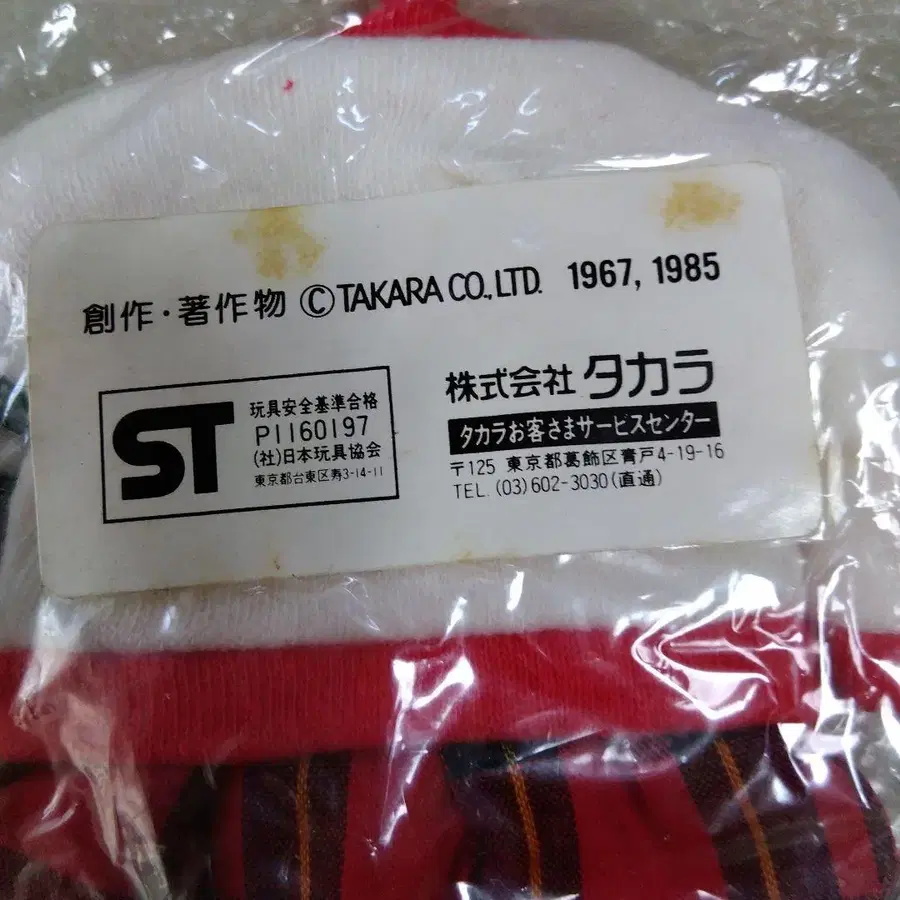 創作・著作物 ©TAKARA CO.,LTD. 1967, 1985
ST
玩具安全基準合格
P1160197
(社)日本玩具協会
東京都台東区寿3-14-11
株式会社 タカラ
タカラお客さまサービスセンター
〒125 東京都葛飾区青戸4-19-16
TEL. (03)602-3030(直通)